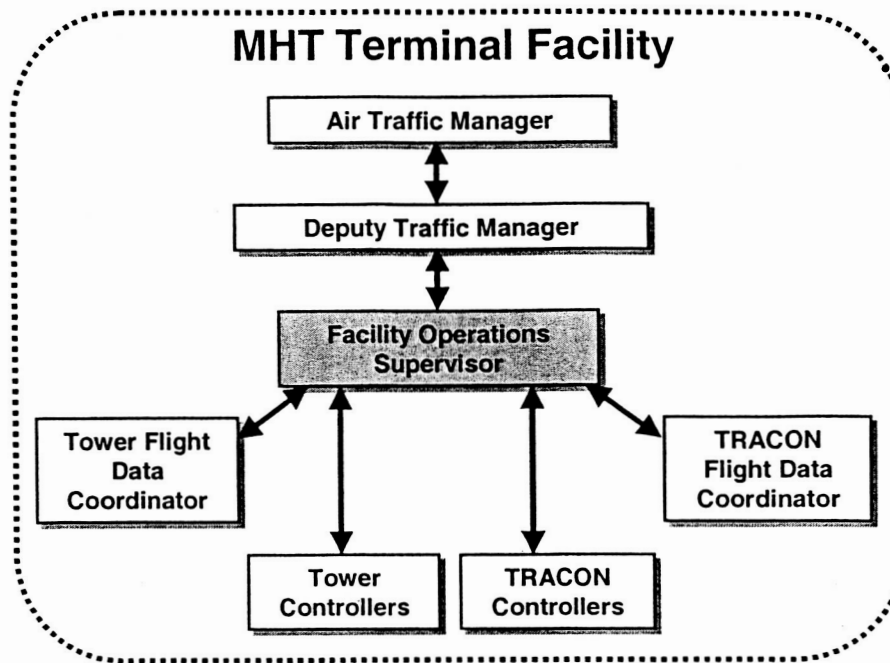 MHT Terminal Facility
Air Traffic Manager
Deputy Traffic Manager
Facility Operations
Supervisor
Tower Flight
Data
Coordinator
TRACON
Flight Data
Coordinator
Tower
Controllers
TRACON
Controllers